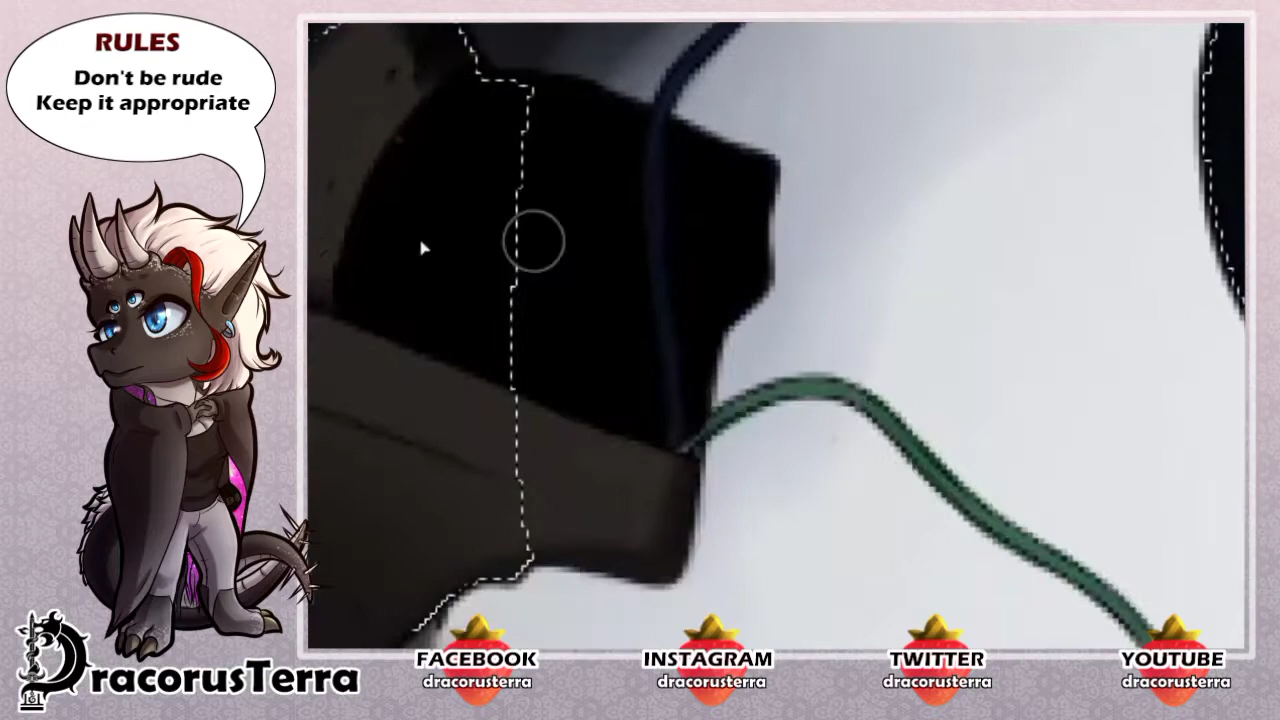 RULES
Don't be rude
Keep it appropriate
DracorusTerra
FACEBOOK
dracorusterra
INSTAGRAM
dracorusterra
TWITTER
dracorusterra
YOUTUBE
dracorusterra